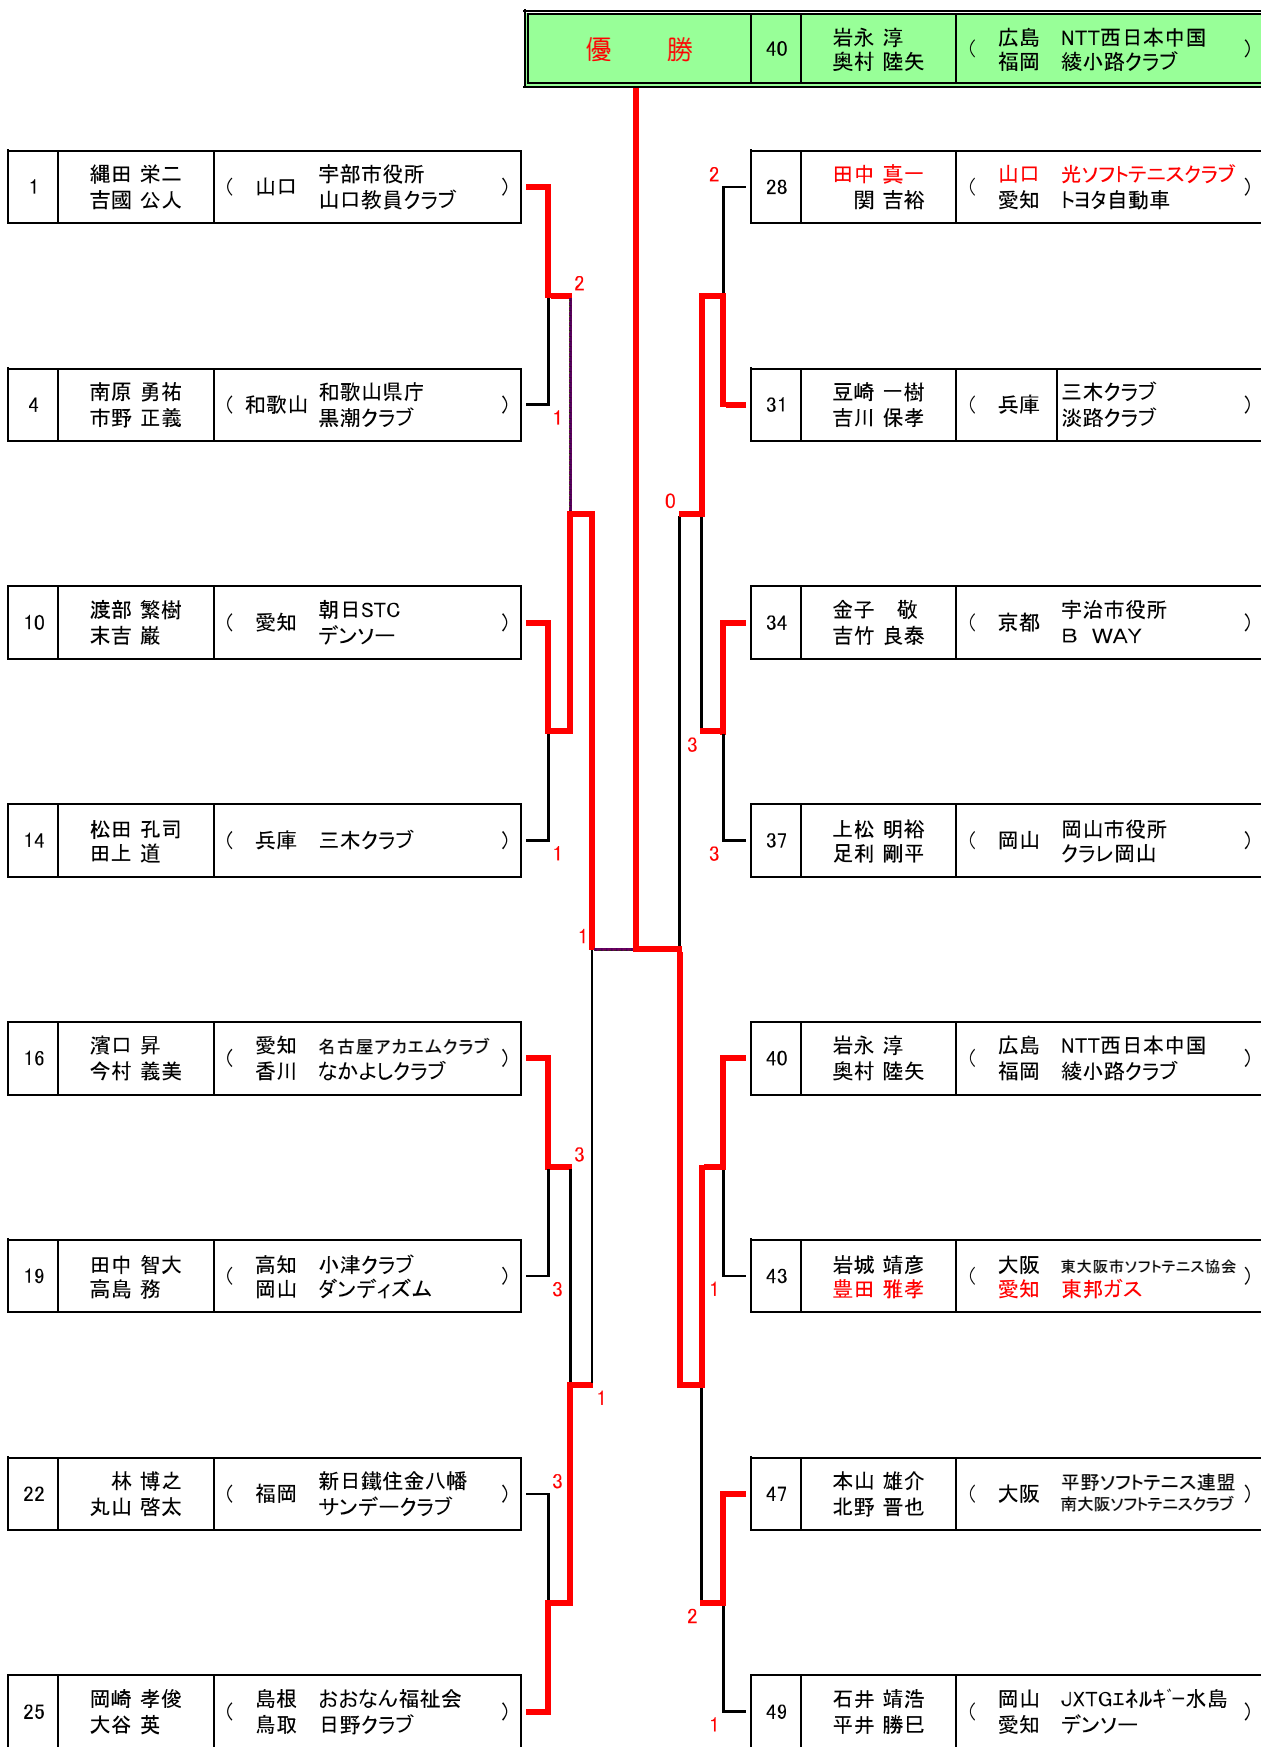 優　勝 40 岩永 淳 ( 広島 NTT西日本中国 )
奥村 陸矢 福岡 綾小路クラブ
1 縄田 栄二 ( 山口 宇部市役所 )
吉國 公人 山口教員クラブ
2
1
4 南原 勇祐 ( 和歌山 和歌山県庁 )
市野 正義 黒潮クラブ
10 渡部 繁樹 ( 愛知 朝日STC )
末吉 巌 デンソー
14 松田 孔司 ( 兵庫 三木クラブ )
田上 道
1
1
16 濱口 昇 ( 愛知 名古屋アカエムクラブ )
今村 義美 香川 なかよしクラブ
3
19 田中 智大 ( 高知 小津クラブ )
高島 務 岡山 ダンディズム
3
1
22 林 博之 ( 福岡 新日鐵住金八幡 )
丸山 啓太 サンデークラブ
3
25 岡崎 孝俊 ( 島根 おおなん福祉会 )
大谷 英 鳥取 日野クラブ
2
28 田中 真一 ( 山口 光ソフトテニスクラブ )
関 吉裕 愛知 トヨタ自動車
31 豆崎 一樹 ( 兵庫 三木クラブ )
吉川 保孝 淡路クラブ
0
34 金子 敬 ( 京都 宇治市役所 )
吉竹 良泰 B WAY
3
37 上松 明裕 ( 岡山 岡山市役所 )
足利 剛平 クラレ岡山
3
40 岩永 淳 ( 広島 NTT西日本中国 )
奥村 陸矢 福岡 綾小路クラブ
43 岩城 靖彦 ( 大阪 東大阪市ソフトテニス協会 )
豊田 雅孝 愛知 東邦ガス
1
47 本山 雄介 ( 大阪 平野ソフトテニス連盟 )
北野 晋也 南大阪ソフトテニスクラブ
2
49 石井 靖浩 ( 岡山 JXTGエネルギー水島 )
平井 勝巳 愛知 デンソー
1